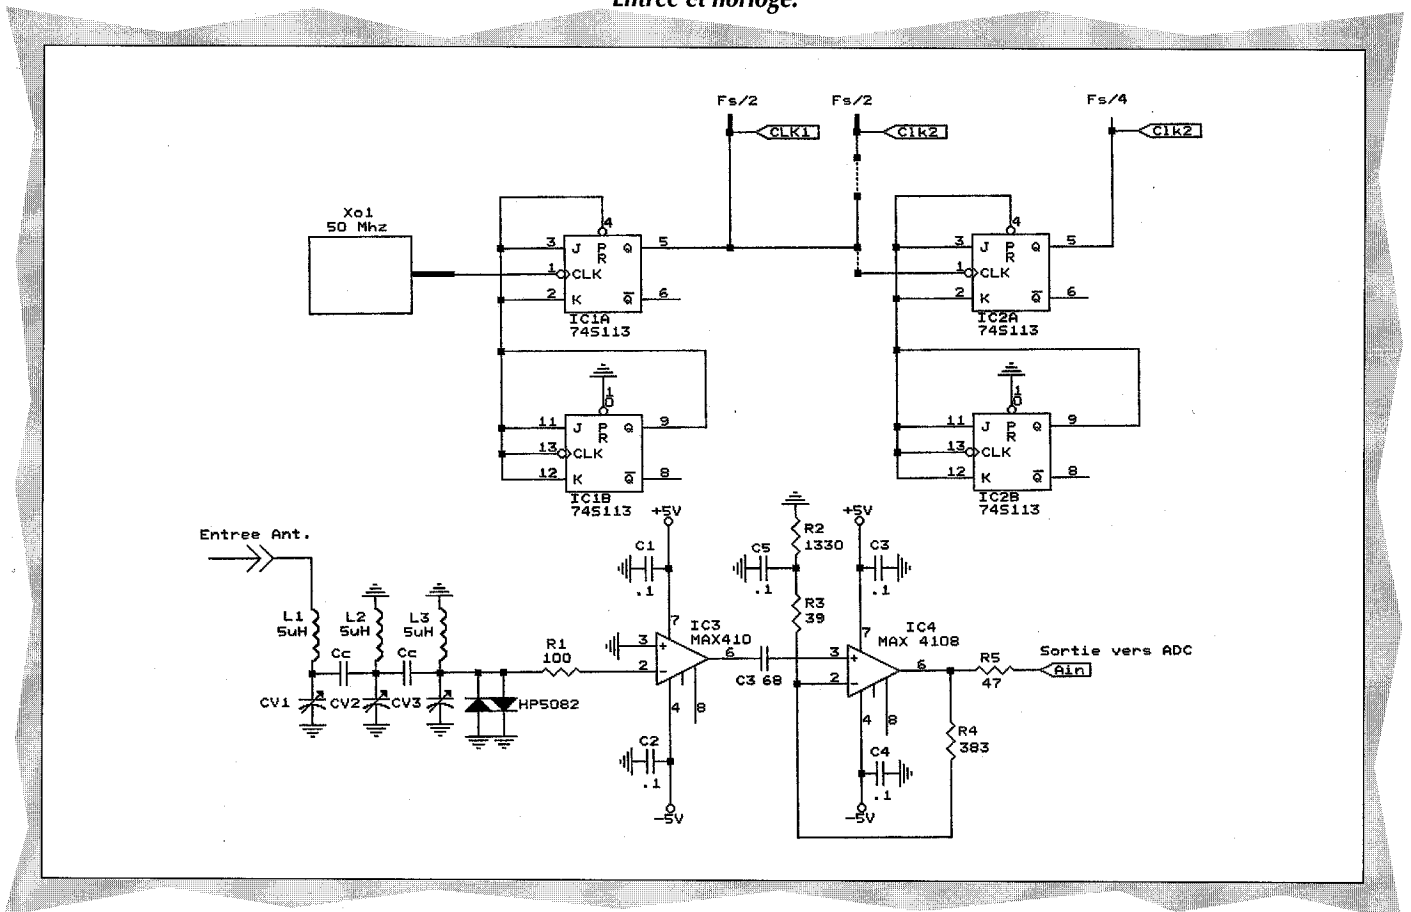 Entrée et horloge.
Fs/2
Fs/2
Fs/4
CLK1
Clk2
Clk2
Xo1
50 Mhz
3 J PR 4 Q 5
1 CLK
2 K Q 6
IC1A
74S113
3 J PR 4 Q 5
1 CLK
2 K Q 6
IC2A
74S113
10
11 J PR Q 9
13 CLK
12 K Q 8
IC1B
74S113
10
11 J PR Q 9
13 CLK
12 K Q 8
IC2B
74S113
Entree Ant.
L1
5uH
L2
5uH
L3
5uH
Cc
Cc
CV1
CV2
CV3
HP5082
R1
100
+5V
C1
.1
7
IC3
MAX410
3 +
2 -
6
4
8
C2
.1
-5V
C3 68
R2
1330
C5
.1
R3
39
+5V
C3
.1
7
IC4
MAX 4108
3 +
2 -
6
4
8
C4
.1
-5V
R4
383
R5
47
Sortie vers ADC
Ain